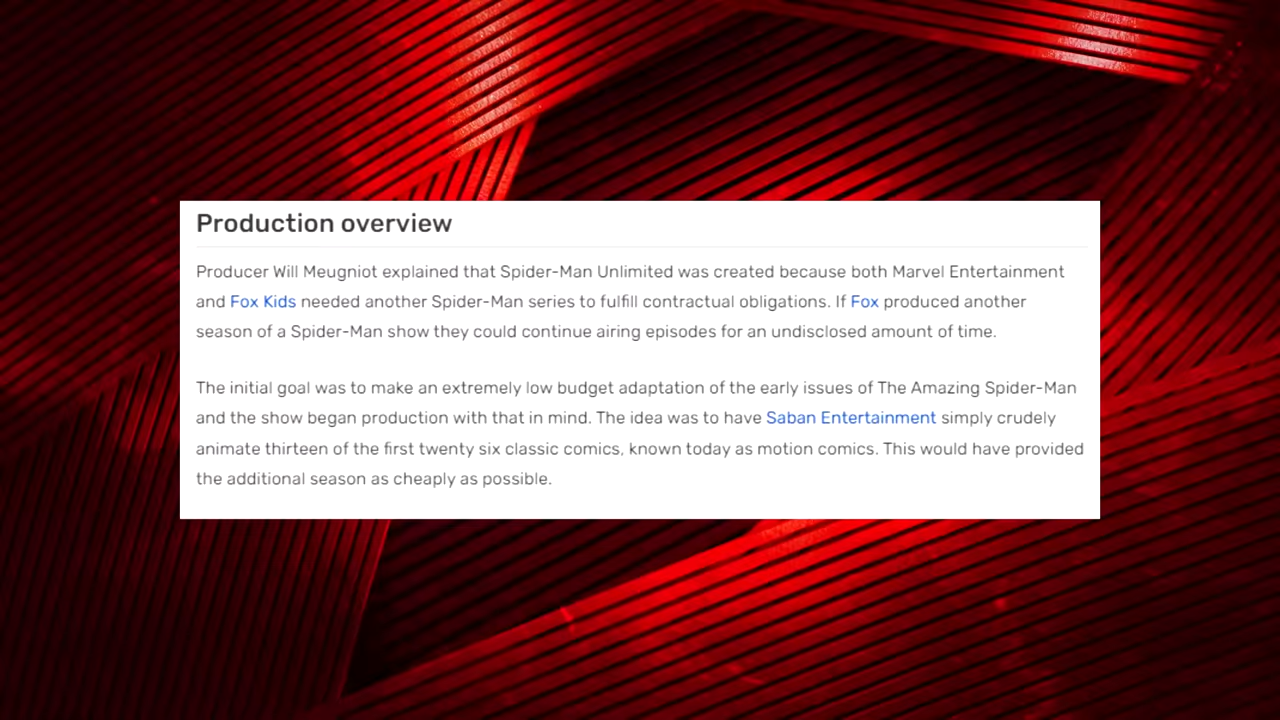 Production overview
Producer Will Meugniot explained that Spider-Man Unlimited was created because both Marvel Entertainment
and Fox Kids needed another Spider-Man series to fulfill contractual obligations. If Fox produced another
season of a Spider-Man show they could continue airing episodes for an undisclosed amount of time.
The initial goal was to make an extremely low budget adaptation of the early issues of The Amazing Spider-Man
and the show began production with that in mind. The idea was to have Saban Entertainment simply crudely
animate thirteen of the first twenty six classic comics, known today as motion comics. This would have provided
the additional season as cheaply as possible.